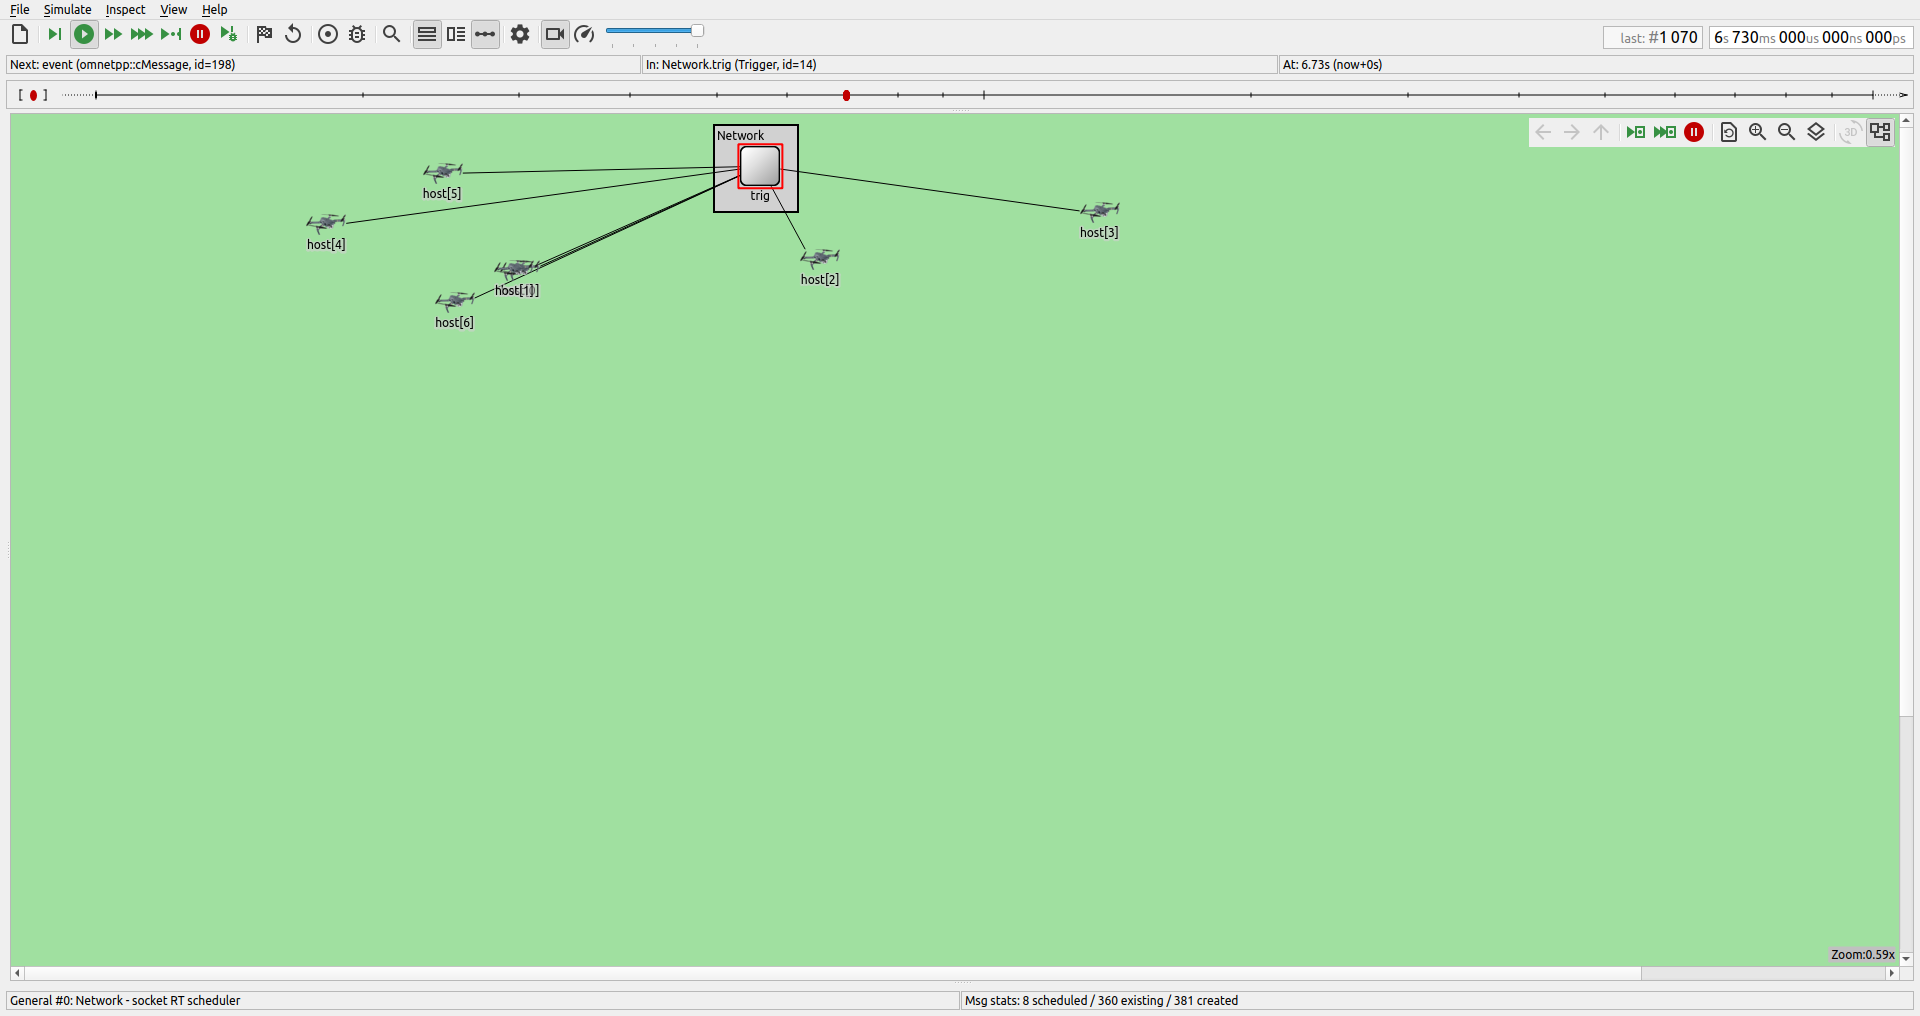 File Simulate Inspect View Help
last: #1 070 6s 730ms 000us 000ns 000ps
Next: event (omnetpp::cMessage, id=198) In: Network.trig (Trigger, id=14) At: 6.73s (now+0s)
[ ]
Network
3D
trig
host[5]
host[3]
host[4]
host[2]
host[1]
host[6]
Zoom:0.59x
General #0: Network - socket RT scheduler Msg stats: 8 scheduled / 360 existing / 381 created